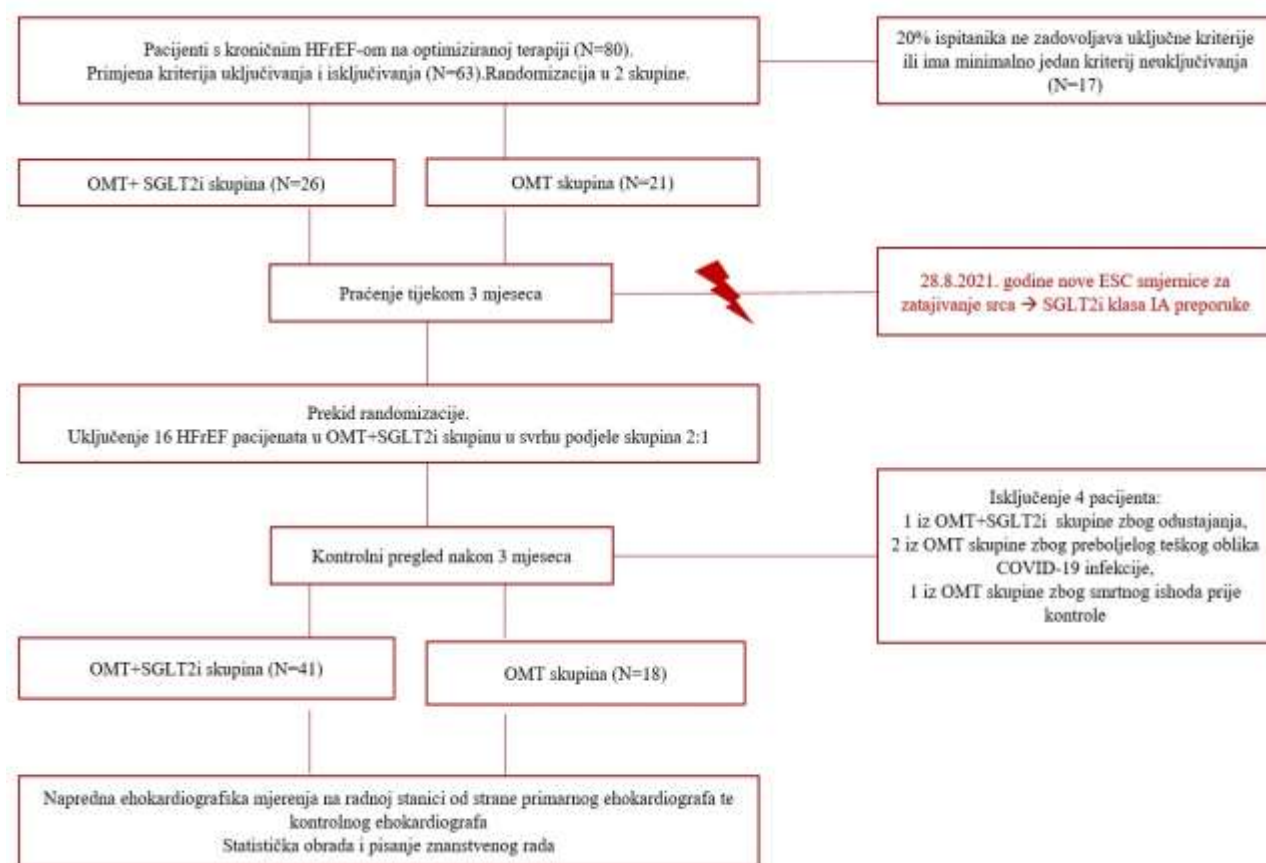 Pacijenti s kroničnim HFrEF-om na optimiziranoj terapiji (N=80).
Primjena kriterija uključivanja i isključivanja (N=63).Randomizacija u 2 skupine.
20% ispitanika ne zadovoljava uključne kriterije
ili ima minimalno jedan kriterij neuključivanja
(N=17)
OMT+ SGLT2i skupina (N=26)
OMT skupina (N=21)
Praćenje tijekom 3 mjeseca
28.8.2021. godine nove ESC smjernice za
zatajivanje srca → SGLT2i klasa IA preporuke
Prekid randomizacije.
Uključenje 16 HFrEF pacijenata u OMT+SGLT2i skupinu u svrhu podjele skupina 2:1
Isključenje 4 pacijenta:
1 iz OMT+SGLT2i skupine zbog odustajanja,
2 iz OMT skupine zbog preboljelog teškog oblika
COVID-19 infekcije,
1 iz OMT skupine zbog smrtnog ishoda prije
kontrole
Kontrolni pregled nakon 3 mjeseca
OMT+SGLT2i skupina (N=41)
OMT skupina (N=18)
Napredna ehokardiografska mjerenja na radnoj stanici od strane primarnog ehokardiografa te
kontrolnog ehokardiografa
Statistička obrada i pisanje znanstvenog rada